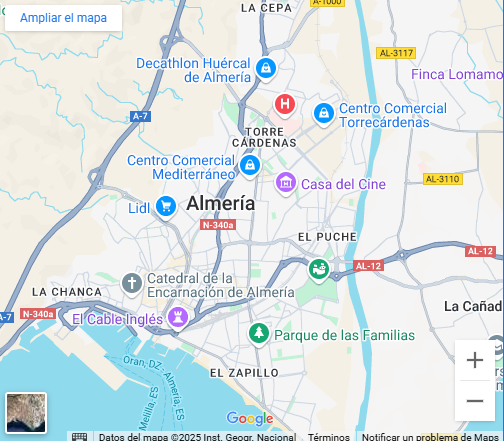 LA CEPA
A-1000
Ampliar el mapa
AL-3117
Decathlon Huércal
de Almería
Finca Lomamo
H
Centro Comercial
Torrecárdenas
A-7
TORRE
CÁRDENAS
Centro Comercial
Mediterráneo
Casa del Cine
AL-3110
Lidl
Almería
N-340a
EL PUCHE
AL-12
AL-12
Catedral de la
Encarnación de Almería
LA CHANCA
La Cañad
A-7
N-340a
El Cable Inglés
Parque de las Familias
Oran, DZ - Almería, ES
Melilla, ES
EL ZAPILLO
+
−
Google
Datos del mapa ©2025 Inst. Geogr. Nacional
Términos
Notificar un problema de Maps